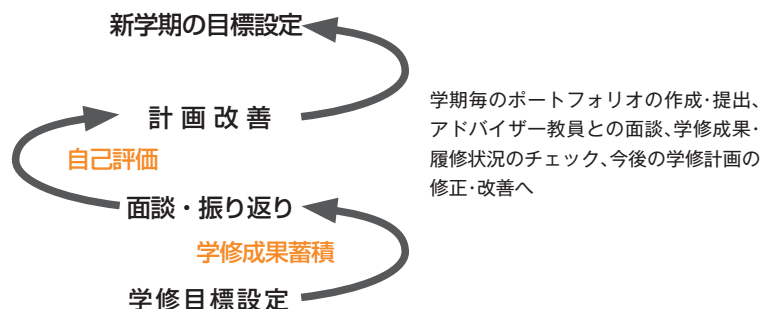 新学期の目標設定
計画改善
自己評価
面談・振り返り
学修成果蓄積
学修目標設定
学期毎のポートフォリオの作成・提出、
アドバイザー教員との面談、学修成果・
履修状況のチェック、今後の学修計画の
修正・改善へ